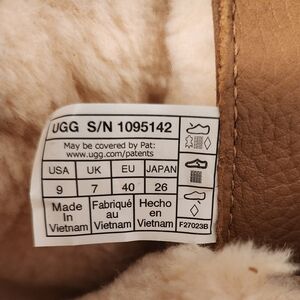 UGG S/N 1095142
May be covered by Pat:
www.ugg.com/patents
USA UK EU JAPAN
9 7 40 26
Made In Vietnam
Fabriqué au Vietnam
Hecho en Vietnam
F27023B